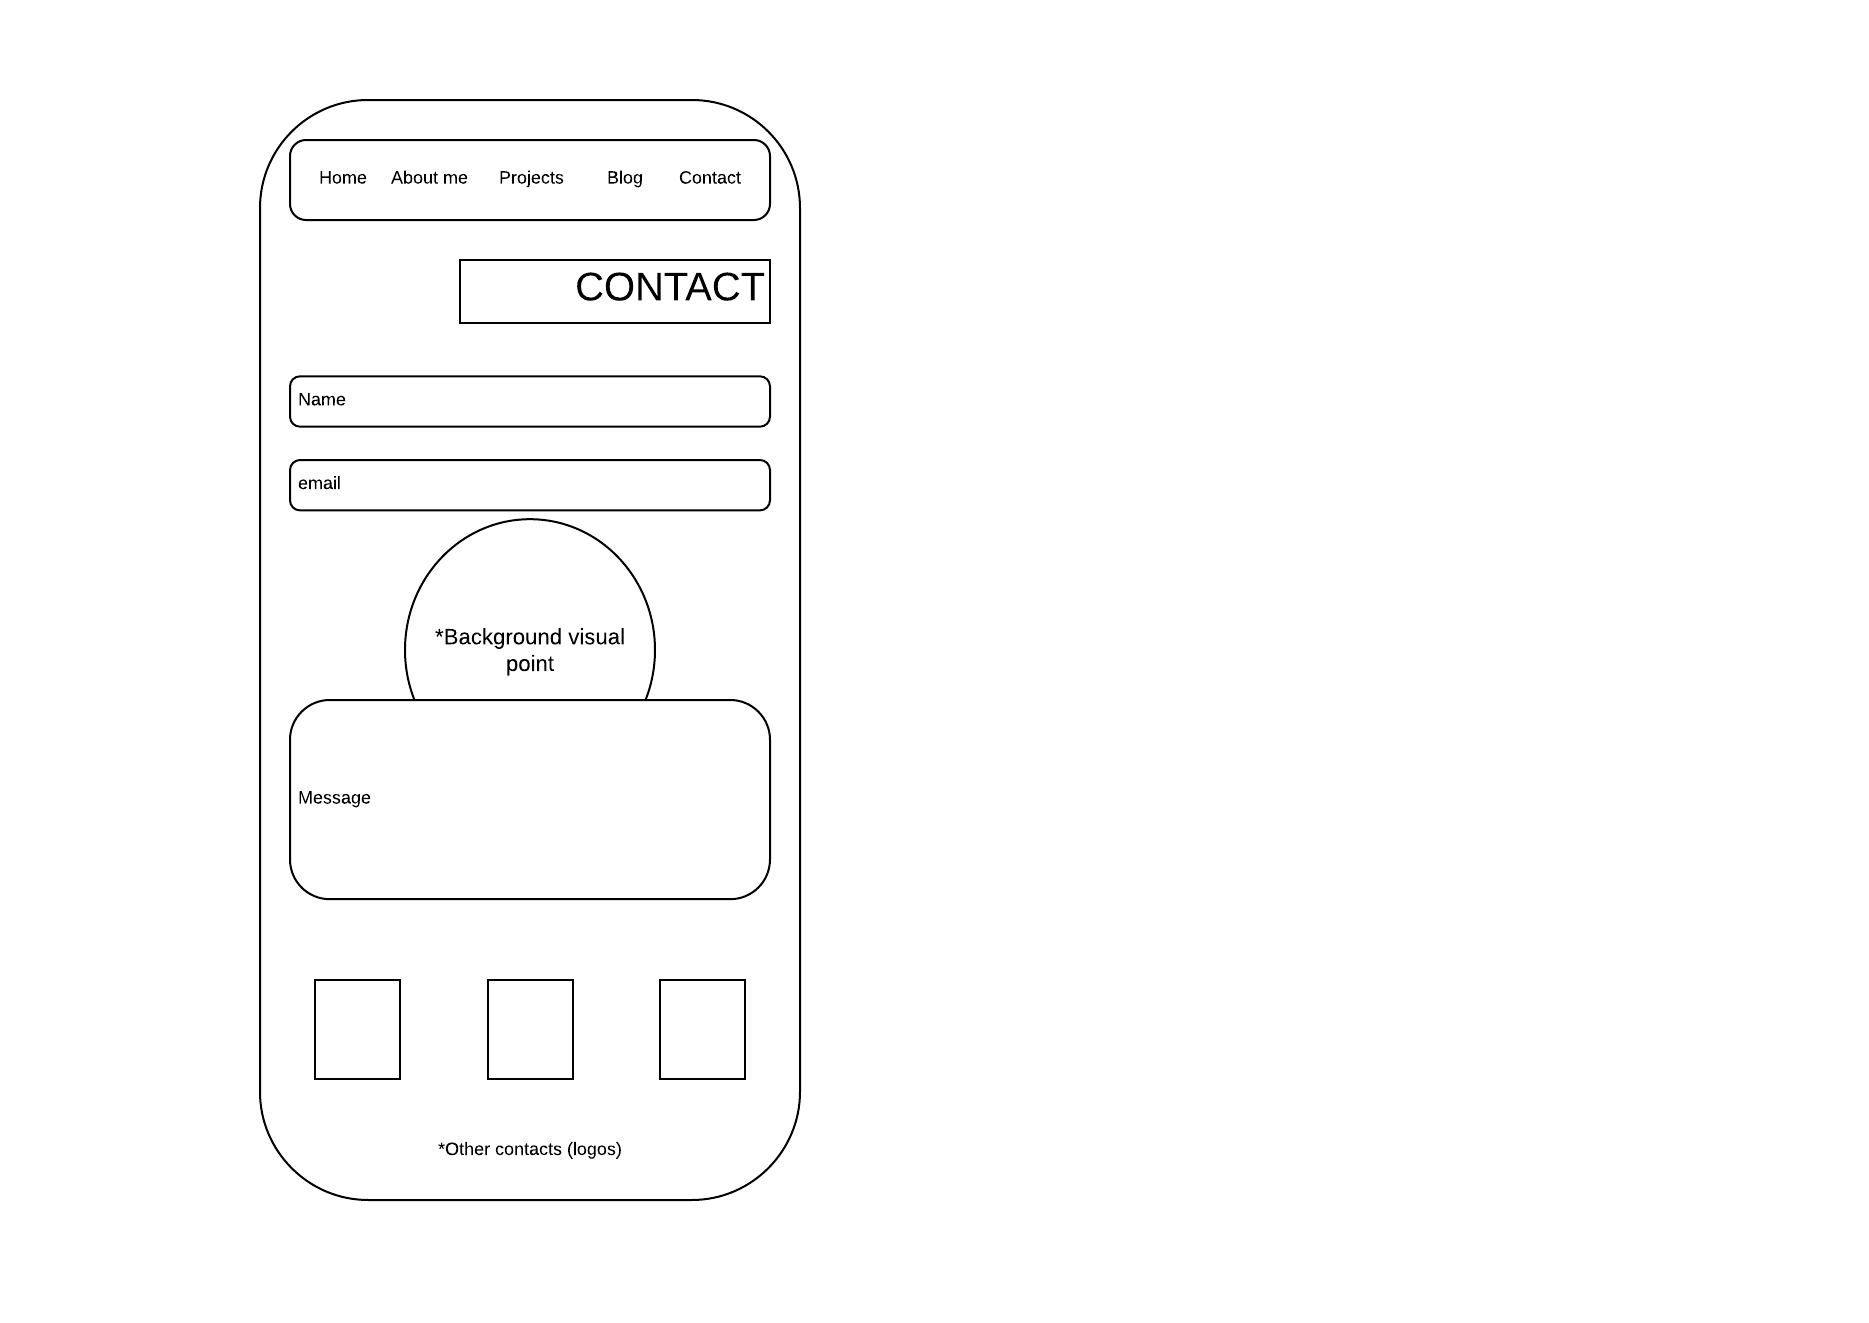 Home About me Projects Blog Contact
CONTACT
Name
email
*Background visual
point
Message
*Other contacts (logos)